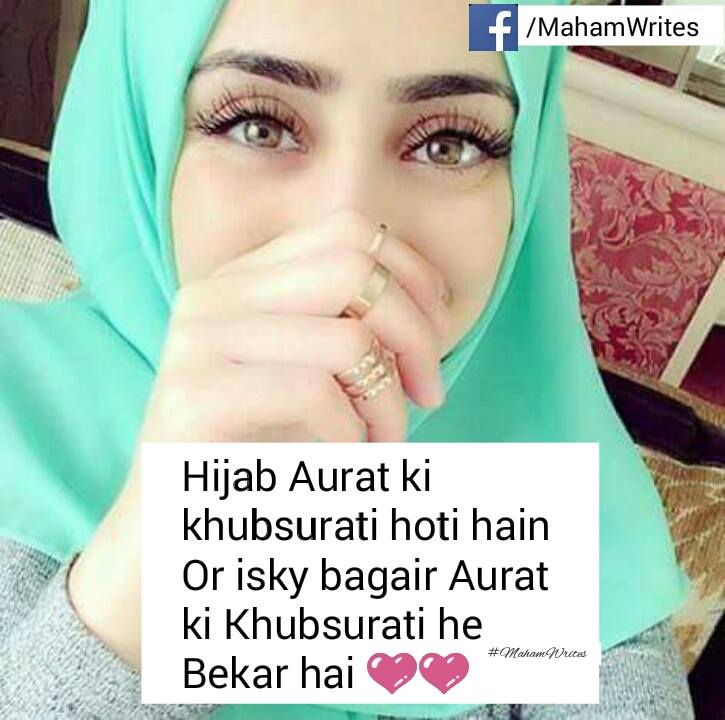 /MahamWrites
Hijab Aurat ki
khubsurati hoti hain
Or isky bagair Aurat
ki Khubsurati he
Bekar hai 💗💗
#MahamWrites